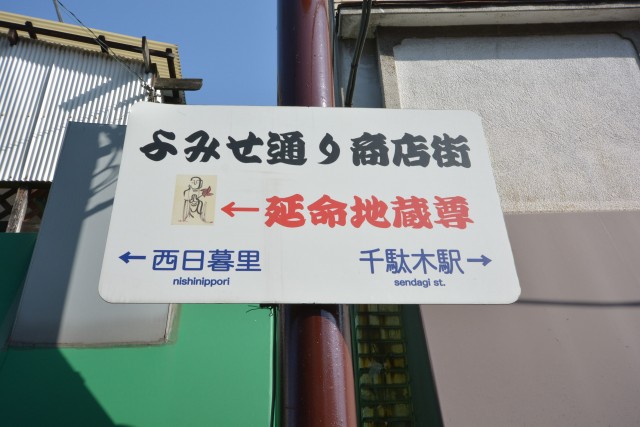 よみせ通り商店街
←延命地蔵尊
←西日暮里
nishinippori
千駄木駅→
sendagi st.